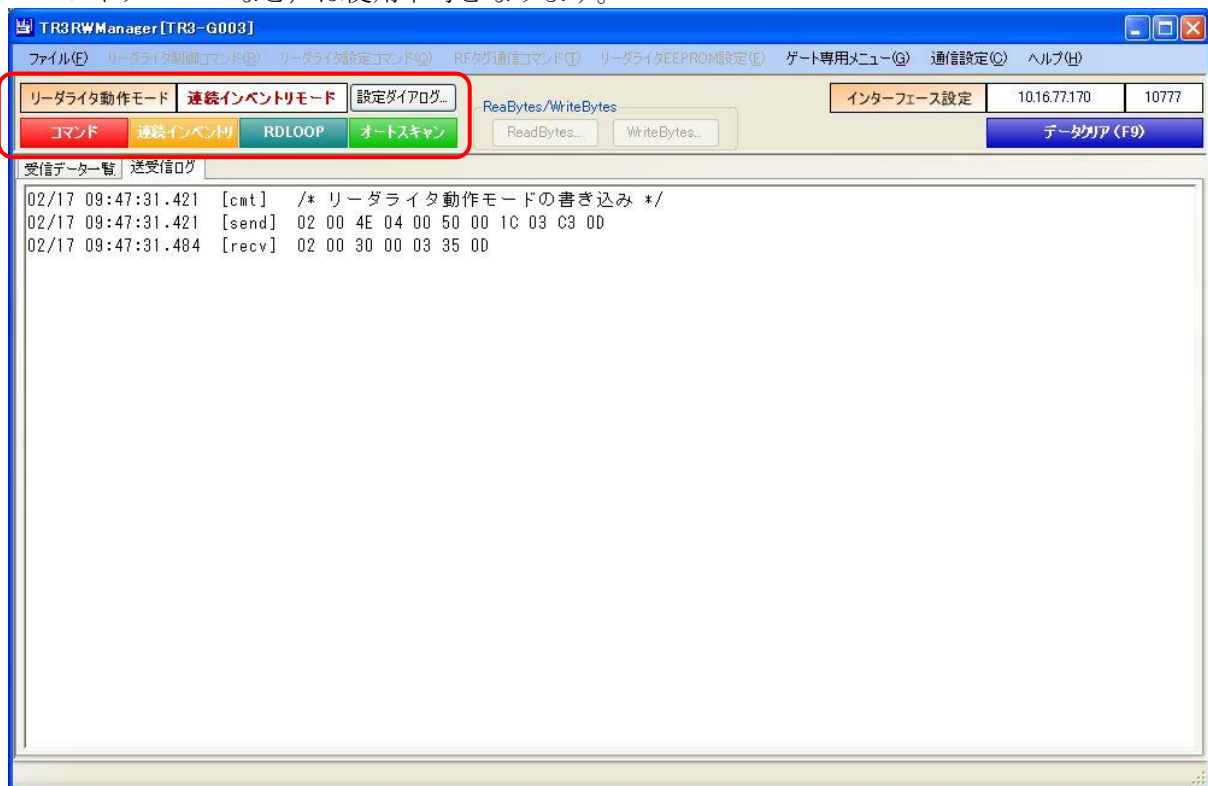 は使用不可となります。
TR3RWManager[TR3-G003]
ファイル(F) リーダライタ制御コマンド(R) リーダライタ設定コマンド(Q) RFタグ通信コマンド(T) リーダライタEEPROM設定(E) ゲート専用メニュー(G) 通信設定(C) ヘルプ(H)
リーダライタ動作モード 連続インベントリモード 設定ダイアログ... ReaBytes/WriteBytes インターフェース設定 10.16.77.170 10777
コマンド 連続インベントリ RDLOOP オートスキャン ReadBytes... WriteBytes... データクリア(F9)
受信データ一覧 送受信ログ
02/17 09:47:31.421 [cmt] /* リーダライタ動作モードの書き込み */
02/17 09:47:31.421 [send] 02 00 4E 04 00 50 00 1C 03 C3 0D
02/17 09:47:31.484 [recv] 02 00 30 00 03 35 0D